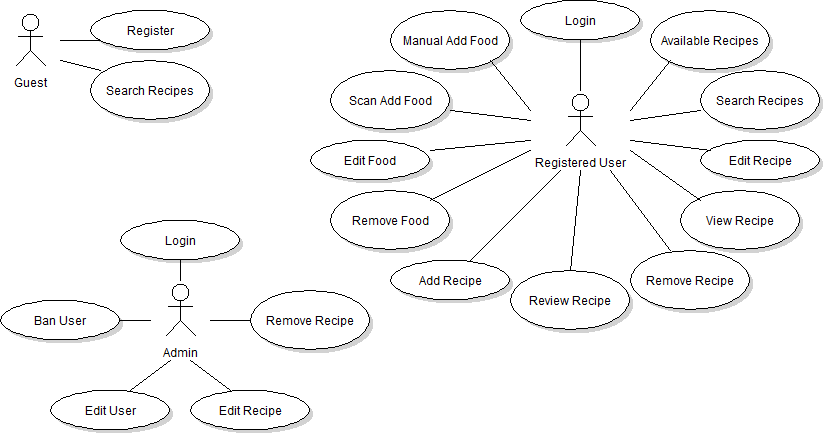 Register
Guest
Search Recipes
Login
Manual Add Food
Available Recipes
Scan Add Food
Search Recipes
Edit Food
Registered User
Edit Recipe
Remove Food
View Recipe
Add Recipe
Review Recipe
Remove Recipe
Login
Ban User
Remove Recipe
Admin
Edit User
Edit Recipe